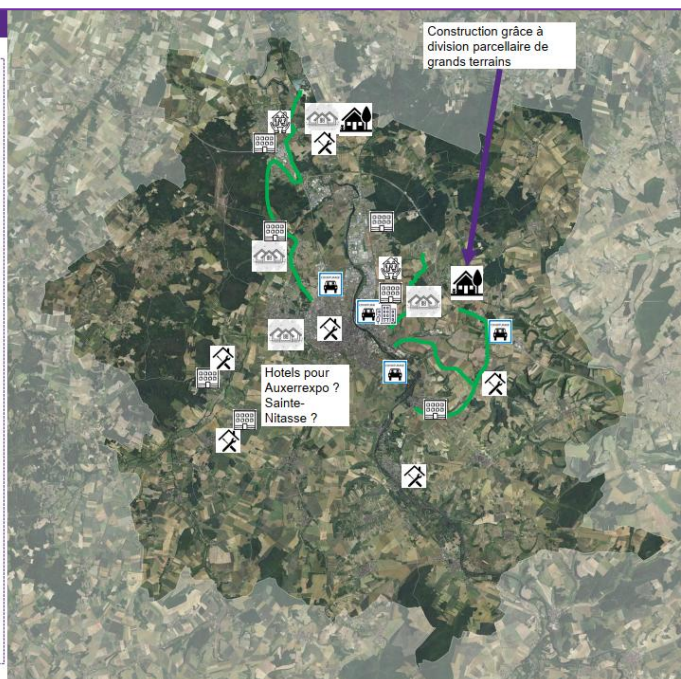 Construction grâce à
division parcellaire de
grands terrains
Hotels pour
Auxerrexpo ?
Sainte-
Nitasse ?